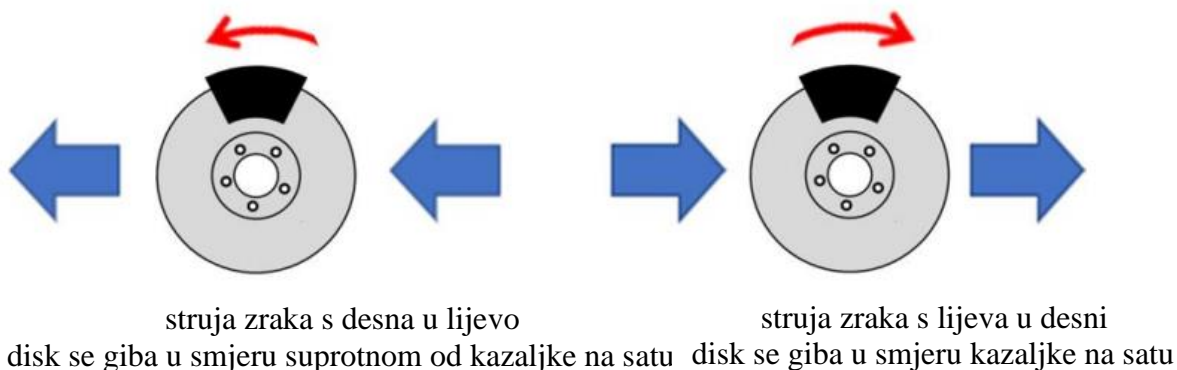 struja zraka s desna u lijevo
disk se giba u smjeru suprotnom od kazaljke na satu
struja zraka s lijeva u desni
disk se giba u smjeru kazaljke na satu